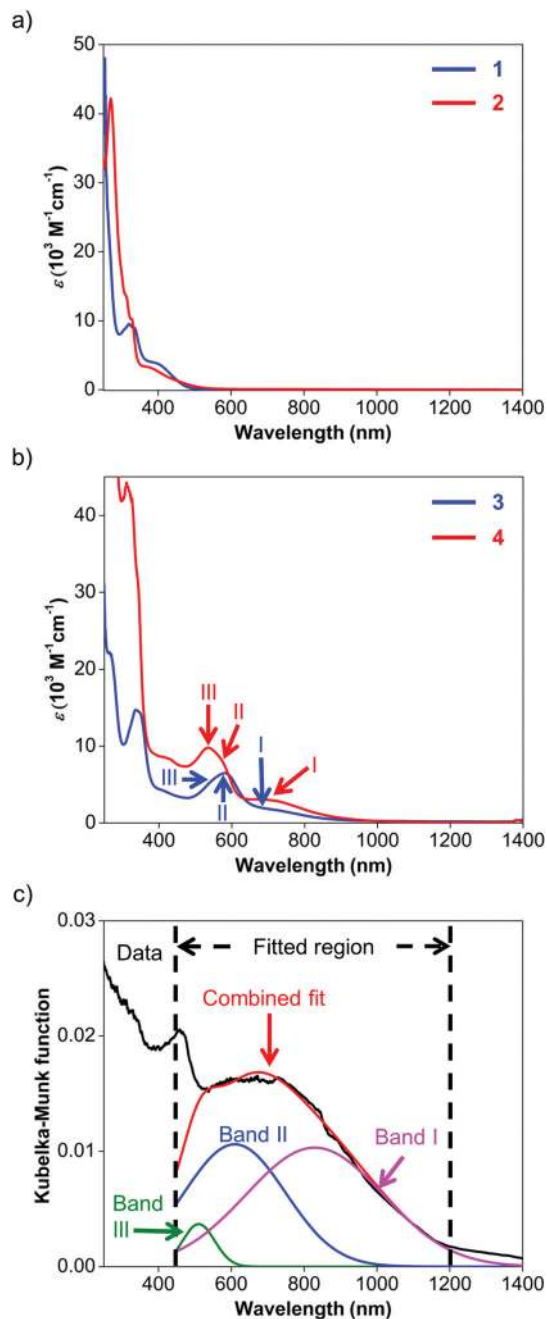 a)
50
40
30
20
10
0
ε (10³ M⁻¹cm⁻¹)
1
2
400 600 800 1000 1200 1400
Wavelength (nm)
b)
40
30
20
10
0
ε (10³ M⁻¹cm⁻¹)
3
4
III
II
I
I
III
II
400 600 800 1000 1200 1400
Wavelength (nm)
c)
0.03
0.02
0.01
0.00
Kubelka-Munk function
Data
Fitted region
Combined fit
Band II
Band I
Band
III
400 600 800 1000 1200 1400
Wavelength (nm)